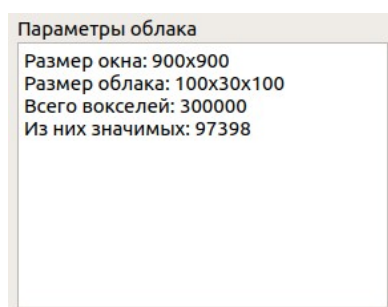 Параметры облака
Размер окна: 900x900
Размер облака: 100x30x100
Всего вокселей: 300000
Из них значимых: 97398